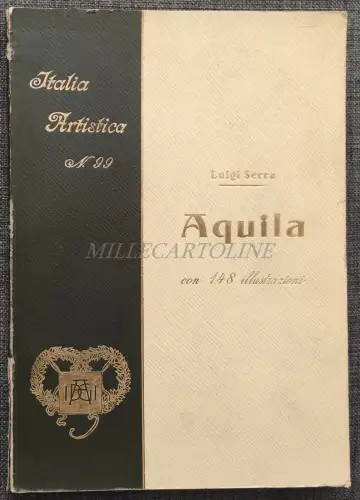 Italia
Artistica
N. 99
Luigi Serra
Aquila
MILLECARTOLINE
con 148 illustrazioni